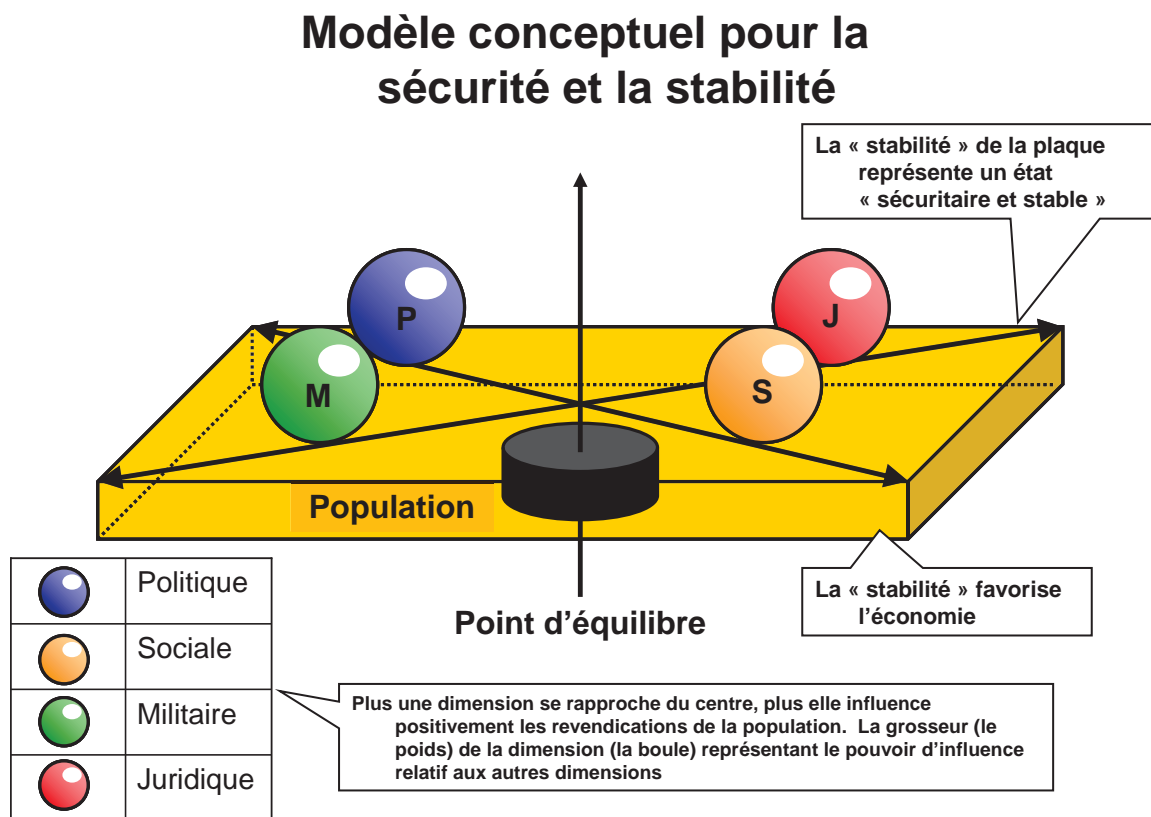 Modèle conceptuel pour la
sécurité et la stabilité
La « stabilité » de la plaque
représente un état
« sécuritaire et stable »
P
J
M
S
Population
Point d'équilibre
La « stabilité » favorise
l'économie
Politique
Sociale
Militaire
Juridique
Plus une dimension se rapproche du centre, plus elle influence
positivement les revendications de la population. La grosseur (le
poids) de la dimension (la boule) représentant le pouvoir d'influence
relatif aux autres dimensions